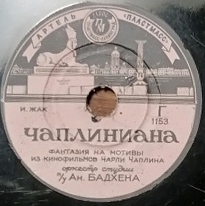 АРТЕЛЬ „ПЛАСТМАСС"
И. ЖАК
Г
1153
ЧАПЛИНИАНА
ФАНТАЗИЯ НА МОТИВЫ
ИЗ КИНОФИЛЬМОВ ЧАРЛИ ЧАПЛИНА
оркестр студии
п/у Ан. БАДХЕНА